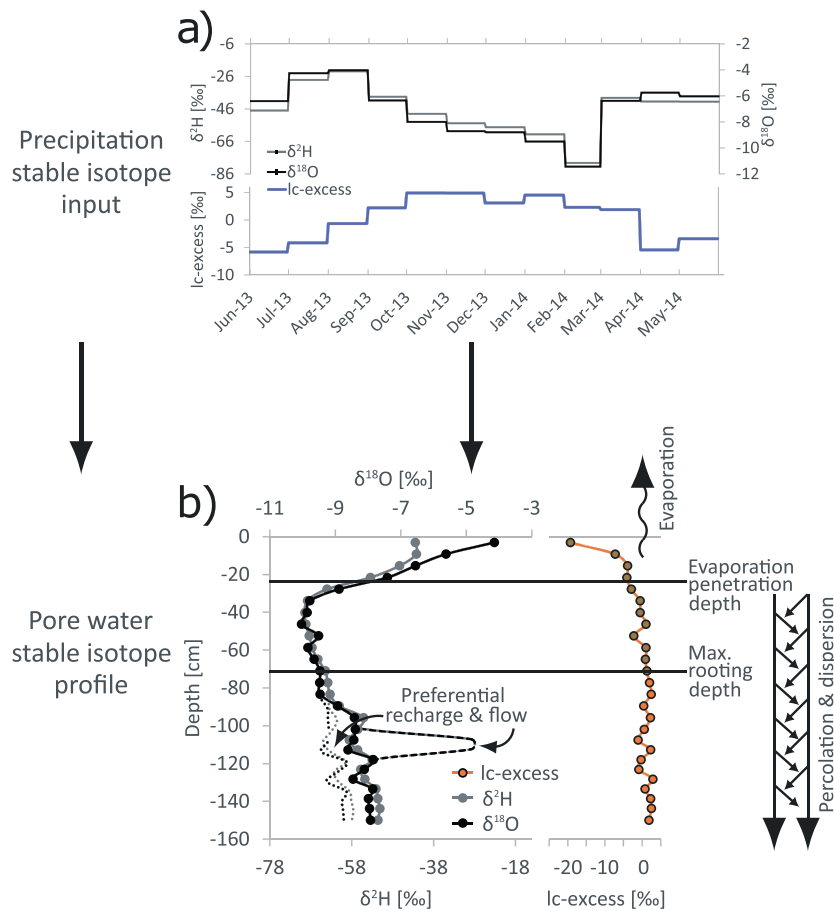 a)
Precipitation
stable isotope
input
-6
-26
-46
-66
-86
δ²H [‰]
-2
-4
-6
-8
-10
-12
δ¹⁸O [‰]
δ²H
δ¹⁸O
lc-excess
5
0
-5
-10
lc-excess [‰]
Jun-13
Jul-13
Aug-13
Sep-13
Oct-13
Nov-13
Dec-13
Jan-14
Feb-14
Mar-14
Apr-14
May-14
b)
δ¹⁸O [‰]
-11 -9 -7 -5 -3
Evaporation
Pore water
stable isotope
profile
Depth [cm]
0
-20
-40
-60
-80
-100
-120
-140
-160
Evaporation
penetration
depth
Max.
rooting
depth
Preferential
recharge & flow
lc-excess
δ²H
δ¹⁸O
Percolation & dispersion
-78 -58 -38 -18
δ²H [‰]
-20 -10 0
lc-excess [‰]